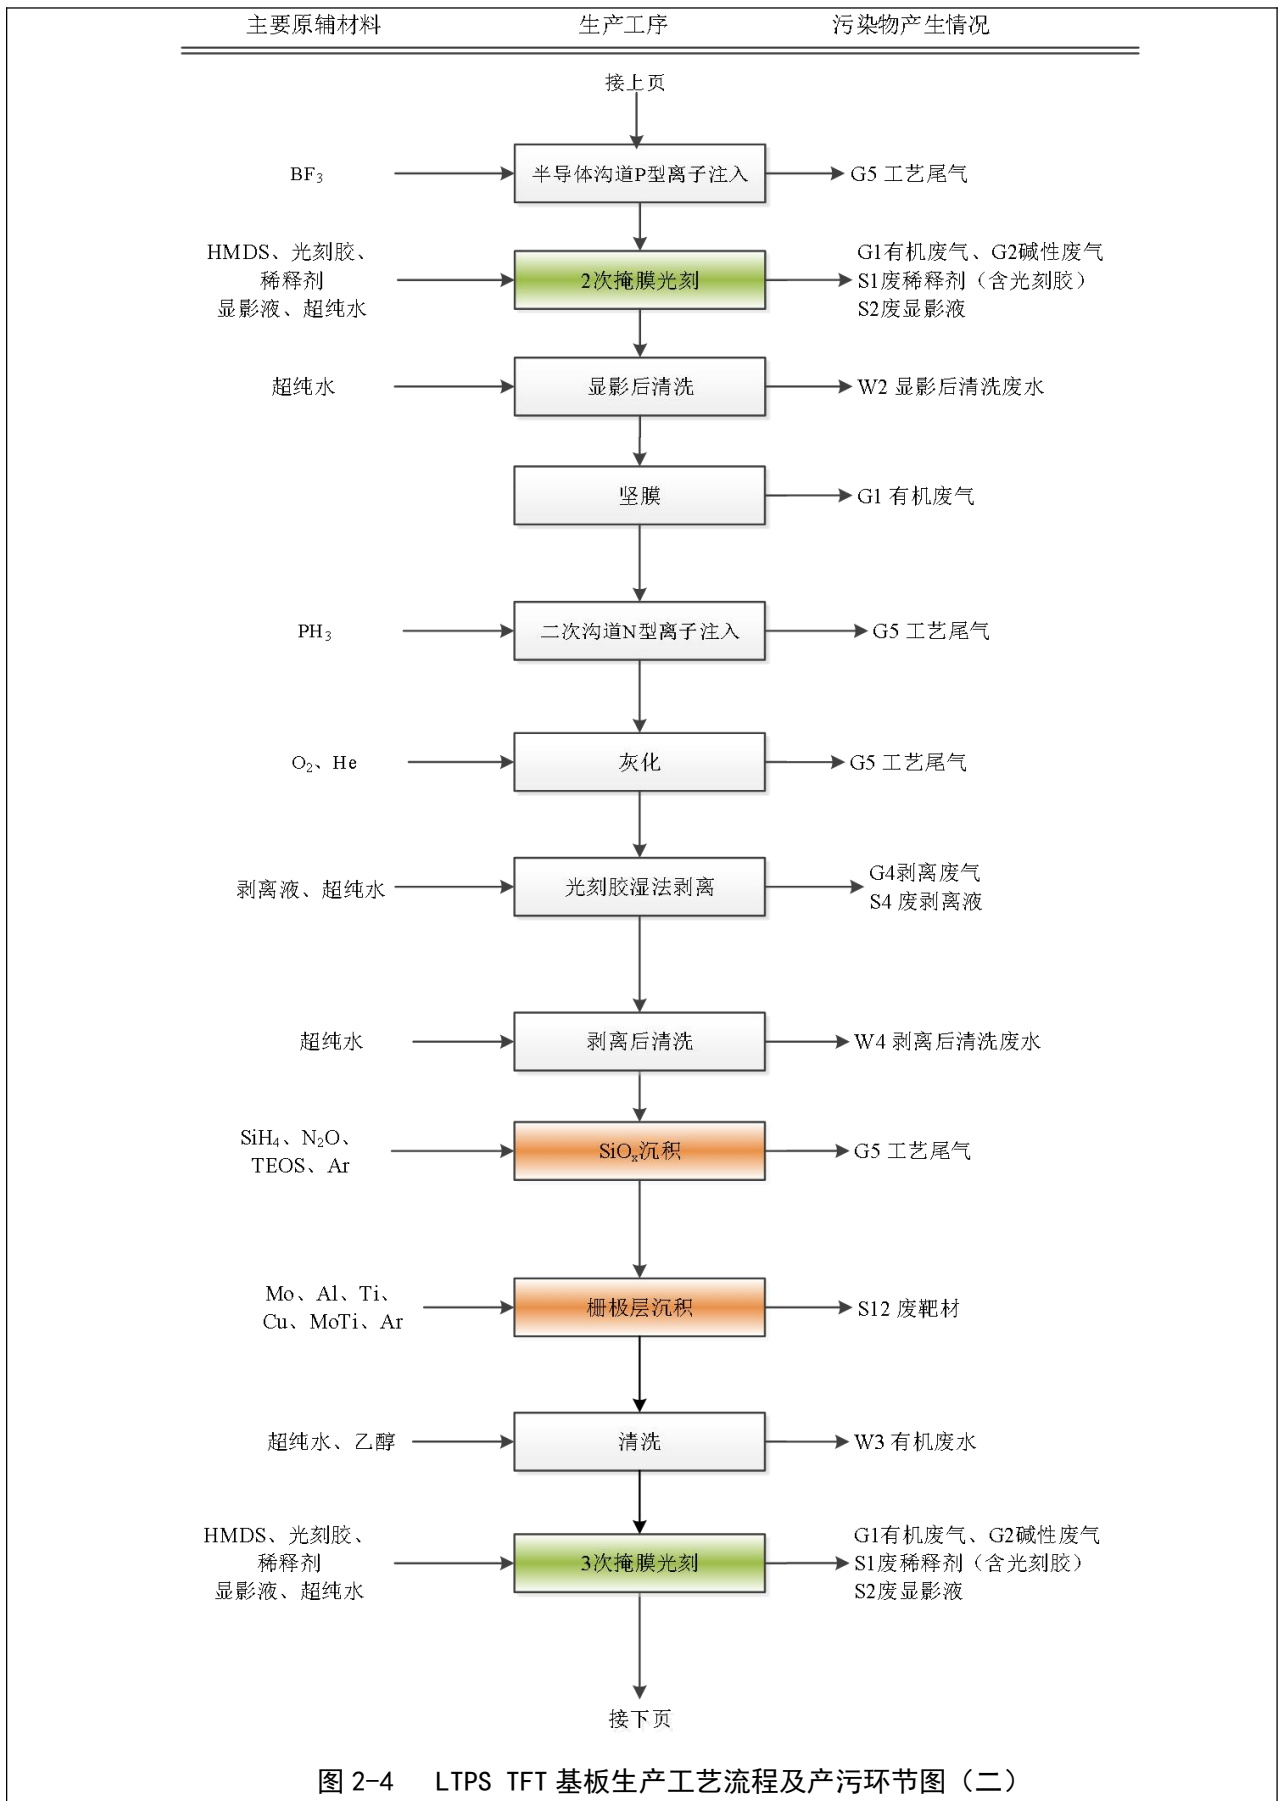 主要原辅材料 生产工序 污染物产生情况
接上页
BF₃ 半导体沟道P型离子注入 G5 工艺尾气
HMDS、光刻胶、
稀释剂
显影液、超纯水
2次掩膜光刻
G1有机废气、G2碱性废气
S1废稀释剂（含光刻胶）
S2废显影液
超纯水 显影后清洗 W2 显影后清洗废水
坚膜 G1 有机废气
PH₃ 二次沟道N型离子注入 G5 工艺尾气
O₂、He 灰化 G5 工艺尾气
剥离液、超纯水 光刻胶湿法剥离
G4剥离废气
S4 废剥离液
超纯水 剥离后清洗 W4 剥离后清洗废水
SiH₄、N₂O、
TEOS、Ar
SiOₓ沉积 G5 工艺尾气
Mo、Al、Ti、
Cu、MoTi、Ar
栅极层沉积 S12 废靶材
超纯水、乙醇 清洗 W3 有机废水
HMDS、光刻胶、
稀释剂
显影液、超纯水
3次掩膜光刻
G1有机废气、G2碱性废气
S1废稀释剂（含光刻胶）
S2废显影液
接下页
图 2-4 LTPS TFT 基板生产工艺流程及产污环节图（二）